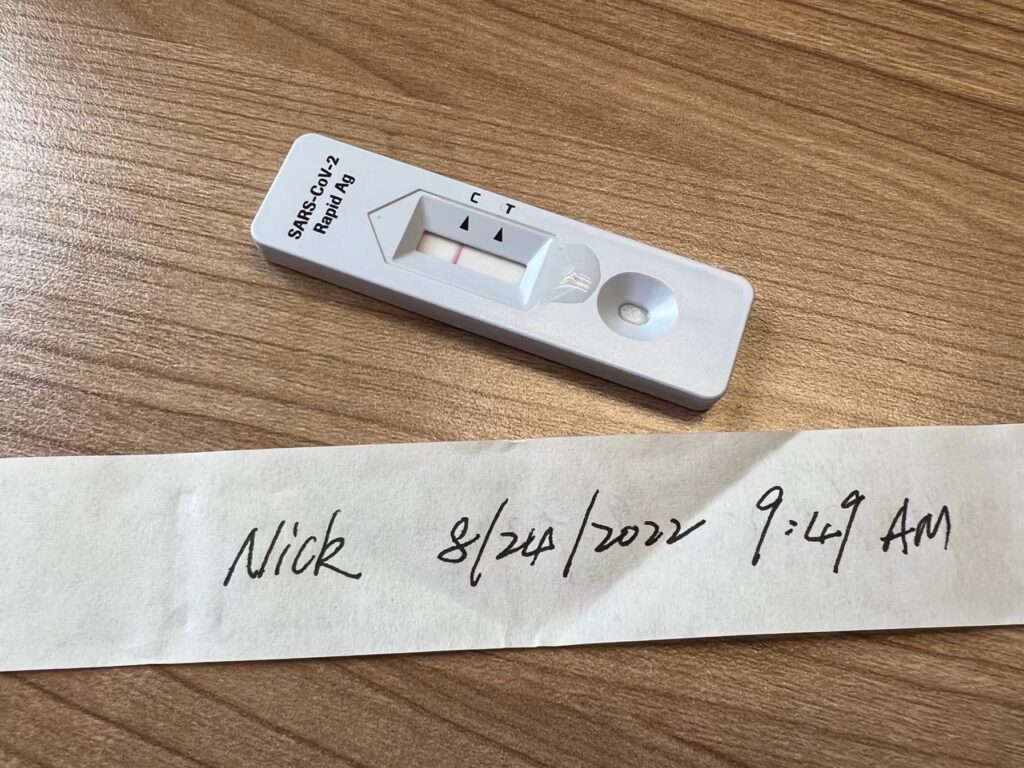 SARS-CoV-2
Rapid Ag
C T
Nick 8/24/2022 9:49 AM